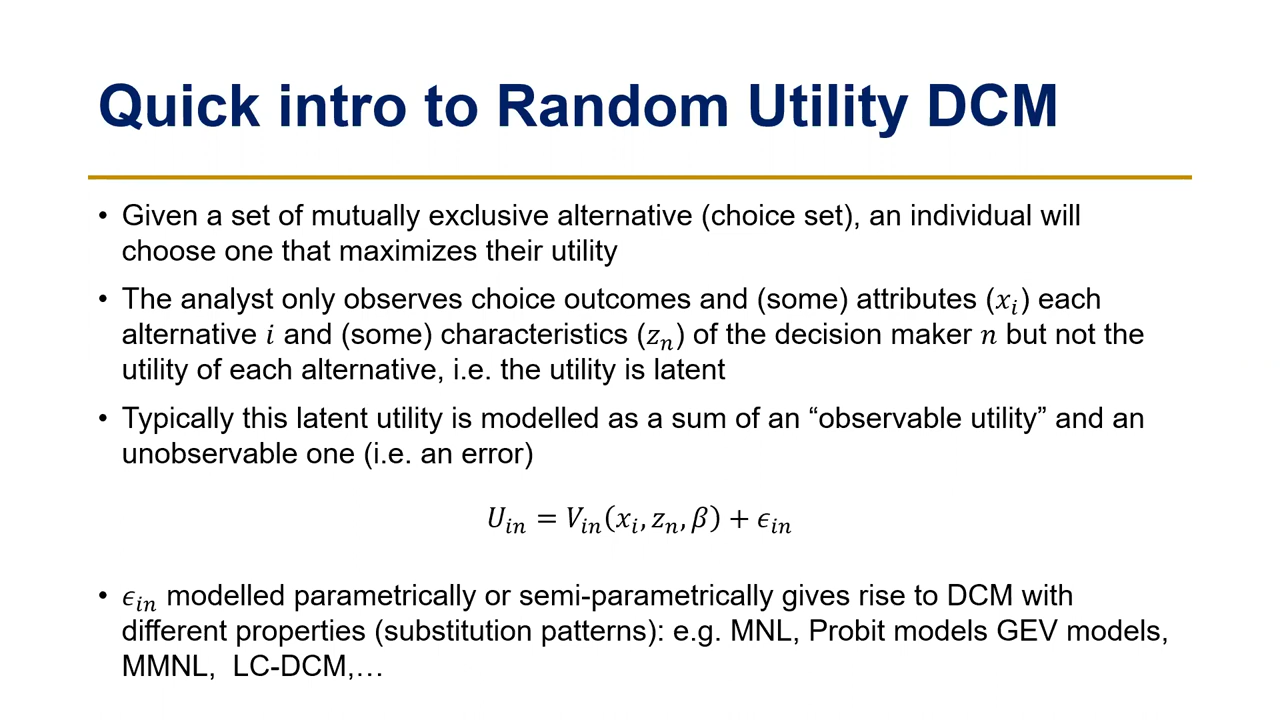 Quick intro to Random Utility DCM
• Given a set of mutually exclusive alternative (choice set), an individual will
choose one that maximizes their utility
• The analyst only observes choice outcomes and (some) attributes (𝑥ᵢ) each
alternative 𝑖 and (some) characteristics (𝑧ₙ) of the decision maker 𝑛 but not the
utility of each alternative, i.e. the utility is latent
• Typically this latent utility is modelled as a sum of an “observable utility” and an
unobservable one (i.e. an error)
𝑈ᵢₙ = 𝑉ᵢₙ(𝑥ᵢ, 𝑧ₙ, 𝛽) + 𝜖ᵢₙ
• 𝜖ᵢₙ modelled parametrically or semi-parametrically gives rise to DCM with
different properties (substitution patterns): e.g. MNL, Probit models GEV models,
MMNL,  LC-DCM,…